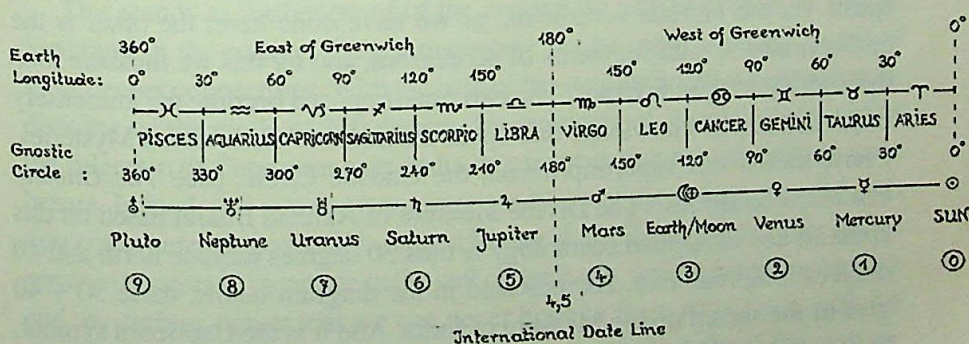 Earth 360° East of Greenwich 180° West of Greenwich 0°
Longitude: 0° 30° 60° 90° 120° 150° 150° 120° 90° 60° 30° 0°
♓ ♒ ♑ ♐ ♏ ♎ ♍ ♌ ♋ ♊ ♉ ♈
PISCES AQUARIUS CAPRICORN SAGITARIUS SCORPIO LIBRA VIRGO LEO CANCER GEMINI TAURUS ARIES
Gnostic
Circle: 360° 330° 300° 270° 240° 210° 180° 150° 120° 90° 60° 30° 0°
Pluto Neptune Uranus Saturn Jupiter Mars Earth/Moon Venus Mercury SUN
9 8 7 6 5 4 3 2 1 0
4,5
International Date Line